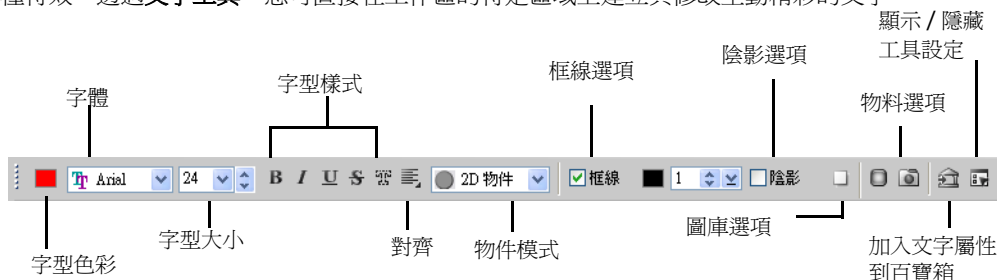 透過文字工具，您可直接在工作區的特定區域上建立與修改生動精彩的文字
顯示 / 隱藏
工具設定
陰影選項
框線選項
字型樣式
字體
物料選項
Arial 24 B I U S 2D 物件 框線 1 陰影
圖庫選項
字型大小
對齊
物件模式
加入文字屬性
到百寶箱
字型色彩